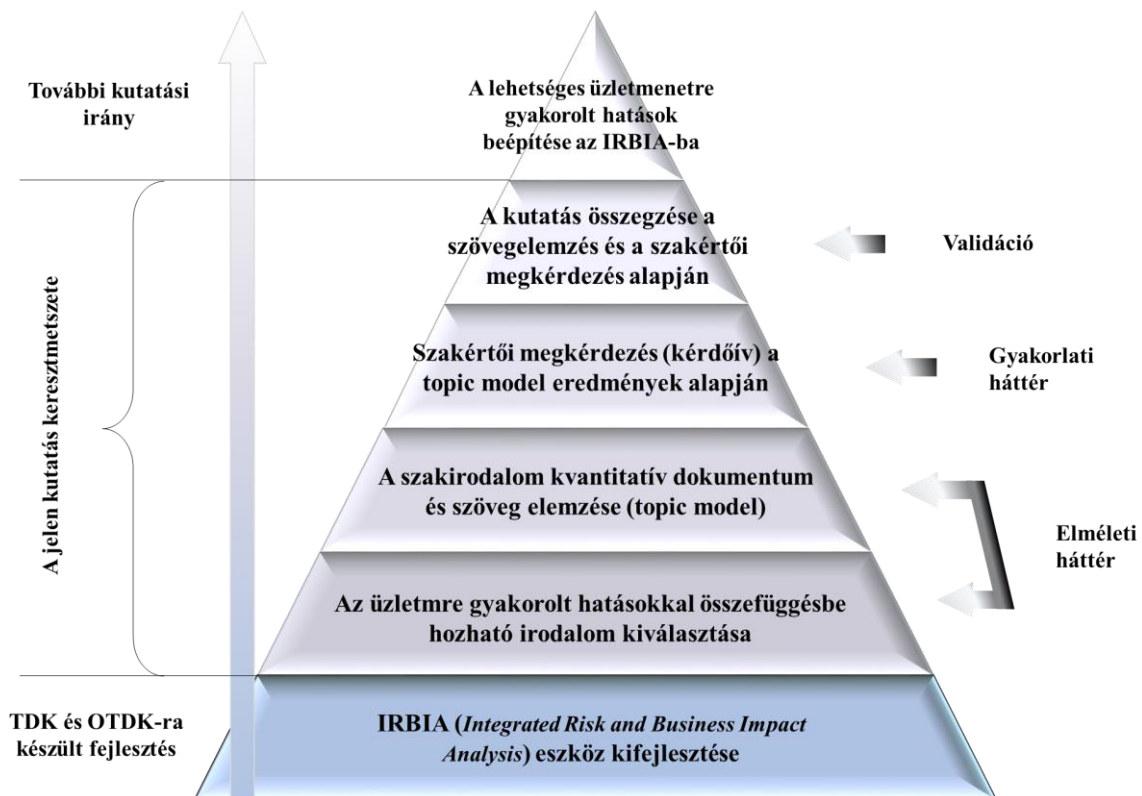 További kutatási
irány
A lehetséges üzletmenetre
gyakorolt hatások
beépítése az IRBIA-ba
A jelen kutatás keresztmetszete
A kutatás összegzése a
szövegelemzés és a szakértői
megkérdezés alapján
Validáció
Szakértői megkérdezés (kérdőív) a
topic model eredmények alapján
Gyakorlati
háttér
A szakirodalom kvantitatív dokumentum
és szöveg elemzése (topic model)
Elméleti
háttér
Az üzletmre gyakorolt hatásokkal összefüggésbe
hozható irodalom kiválasztása
TDK és OTDK-ra
készült fejlesztés
IRBIA (Integrated Risk and Business Impact
Analysis) eszköz kifejlesztése